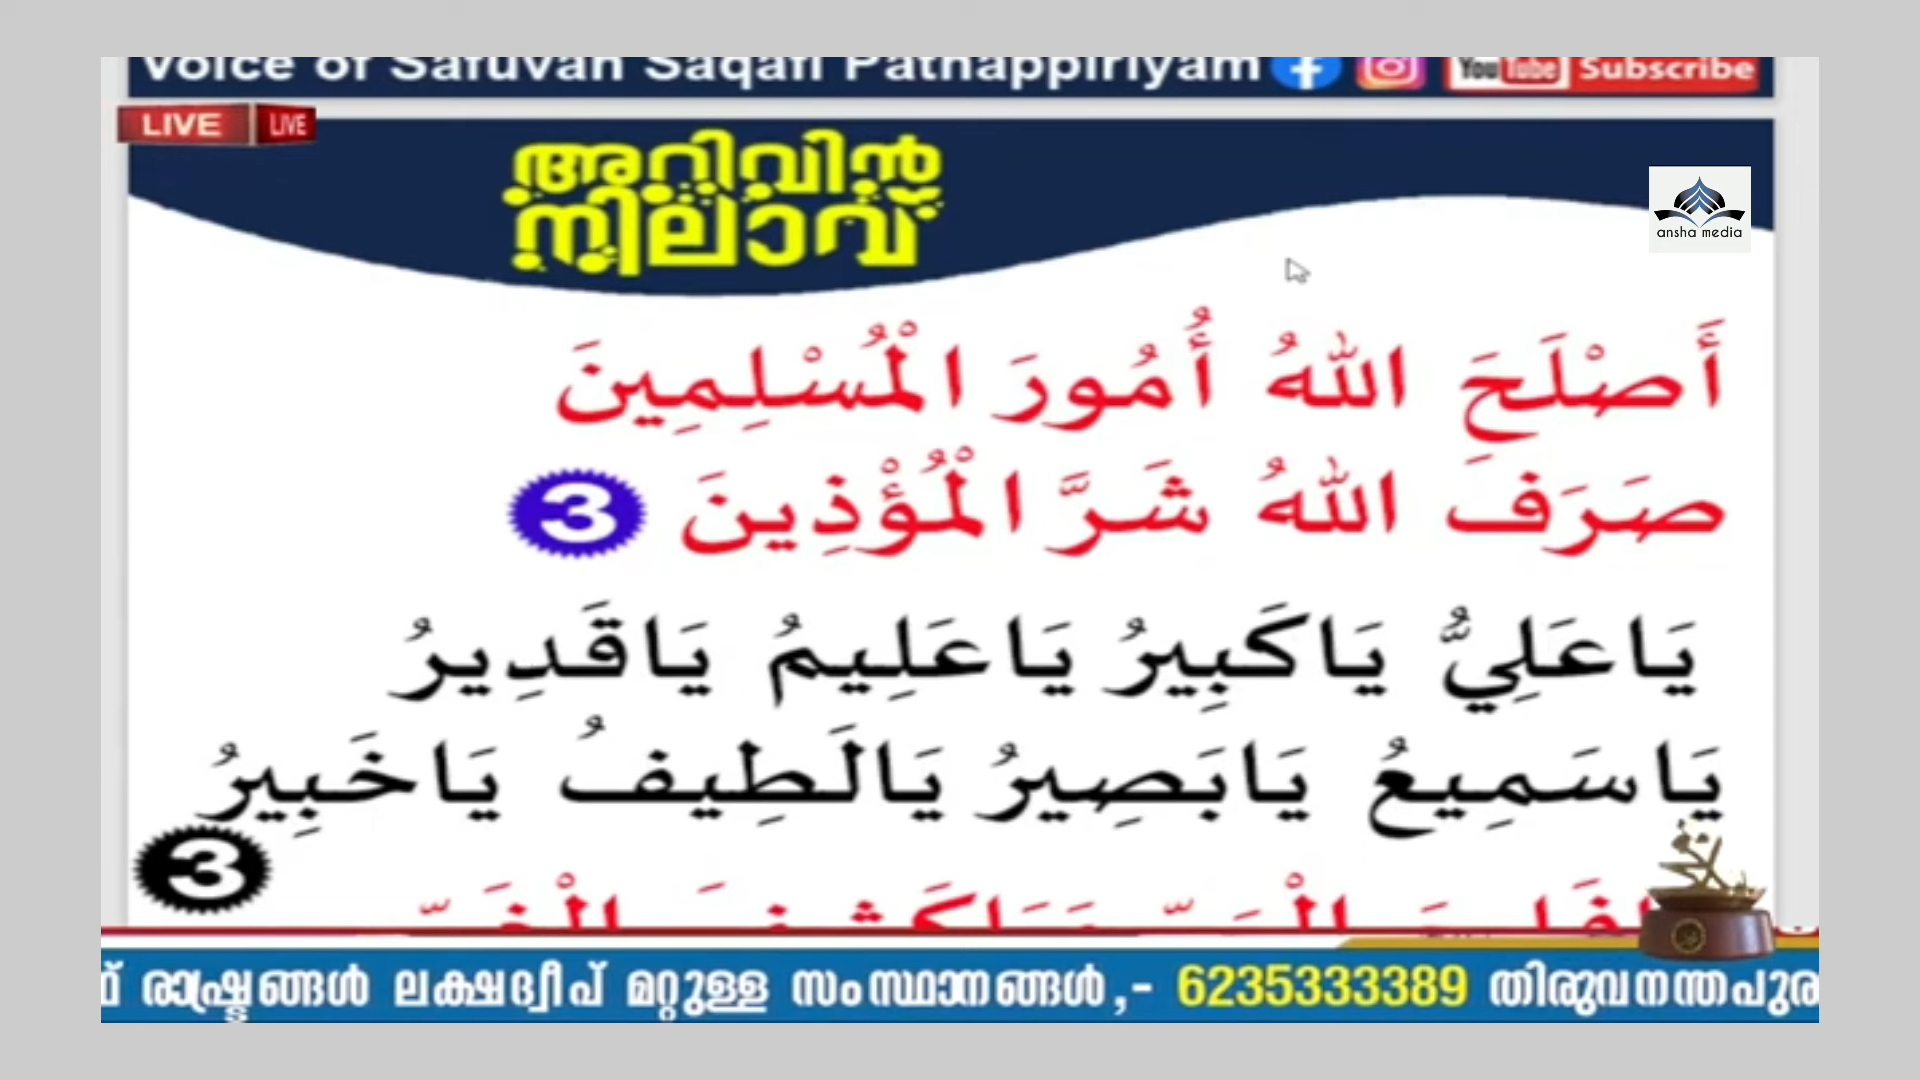 Voice of Safuvan Saqafi Pathappiriyam YouTube Subscribe
LIVE LIVE
അറിവിൻ
നിലാവ്
ansha media
أَصْلَحَ اللهُ أُمُورَ الْمُسْلِمِينَ
صَرَفَ اللهُ شَرَّ الْمُؤْذِينَ 3
يَاعَلِيُّ يَاكَبِيرُ يَاعَلِيمُ يَاقَدِيرُ
يَاسَمِيعُ يَابَصِيرُ يَالَطِيفُ يَاخَبِيرُ
3
രാഷ്ട്രങ്ങൾ ലക്ഷദ്വീപ് മറ്റുള്ള സംസ്ഥാനങ്ങൾ,- 6235333389 തിരുവനന്തപുര